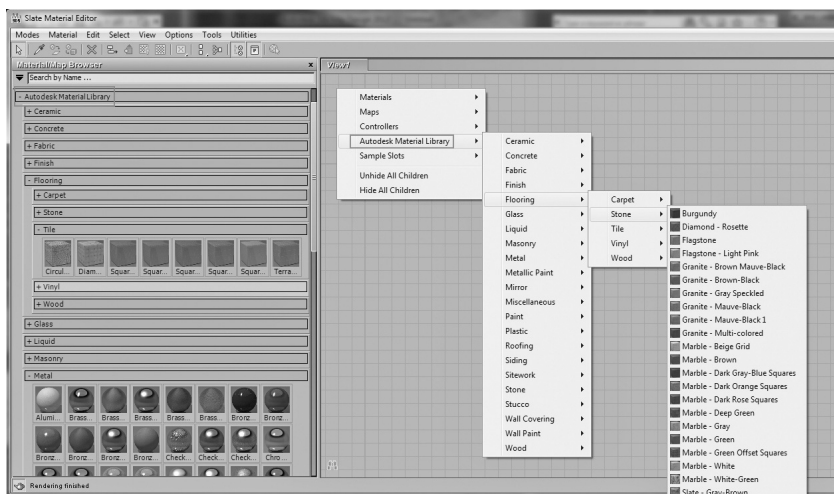 Slate Material Editor
Modes Material Edit Select View Options Tools Utilities
Material/Map Browser x
Search by Name ...
- Autodesk Material Library
+ Ceramic
+ Concrete
+ Fabric
+ Finish
- Flooring
+ Carpet
+ Stone
- Tile
Circul... Diam... Squar... Squar... Squar... Squar... Squar... Terra...
+ Vinyl
+ Wood
+ Glass
+ Liquid
+ Masonry
- Metal
Alumi... Brass... Brass... Brass... Brass... Brass... Bronz... Bronz...
Bronz... Bronz... Bronz... Bronz... Check... Check... Check... Chro...
Rendering finished
View1
Materials
Maps
Controllers
Autodesk Material Library
Sample Slots
Unhide All Children
Hide All Children
Ceramic
Concrete
Fabric
Finish
Flooring
Glass
Liquid
Masonry
Metal
Metallic Paint
Mirror
Miscellaneous
Paint
Plastic
Roofing
Siding
Sitework
Stone
Stucco
Wall Covering
Wall Paint
Wood
Carpet
Stone
Tile
Vinyl
Wood
Burgundy
Diamond - Rosette
Flagstone
Flagstone - Light Pink
Granite - Brown Mauve-Black
Granite - Brown-Black
Granite - Gray Speckled
Granite - Mauve-Black
Granite - Mauve-Black 1
Granite - Multi-colored
Marble - Beige Grid
Marble - Brown
Marble - Dark Gray-Blue Squares
Marble - Dark Orange Squares
Marble - Dark Rose Squares
Marble - Deep Green
Marble - Gray
Marble - Green
Marble - Green Offset Squares
Marble - White
Marble - White-Green
Slate - Gray-Brown